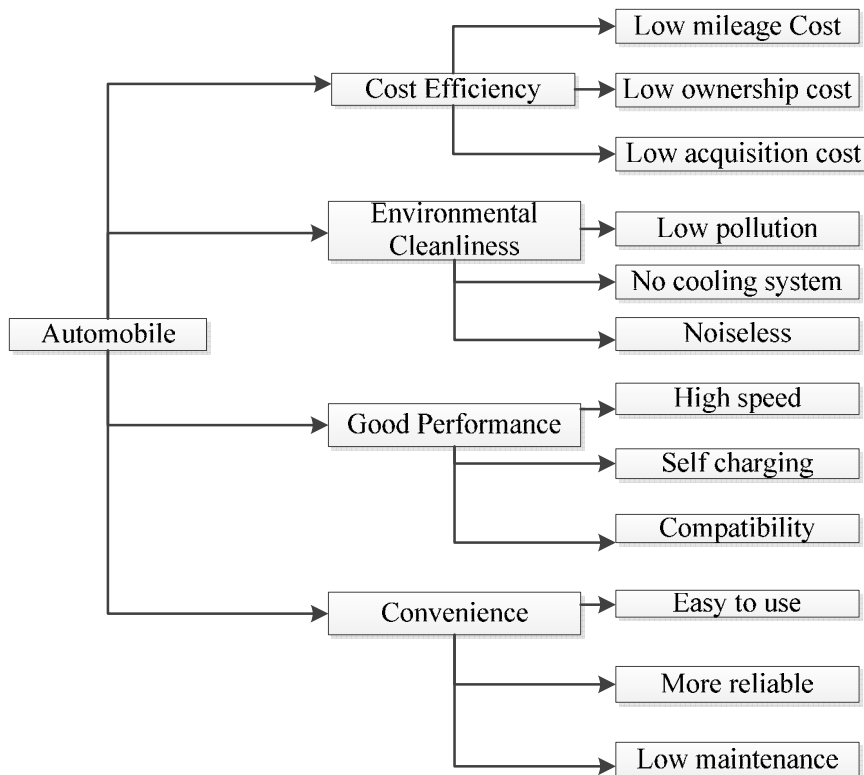 Low mileage Cost
Cost Efficiency
Low ownership cost
Low acquisition cost
Environmental
Cleanliness
Low pollution
No cooling system
Automobile
Noiseless
High speed
Good Performance
Self charging
Compatibility
Easy to use
Convenience
More reliable
Low maintenance